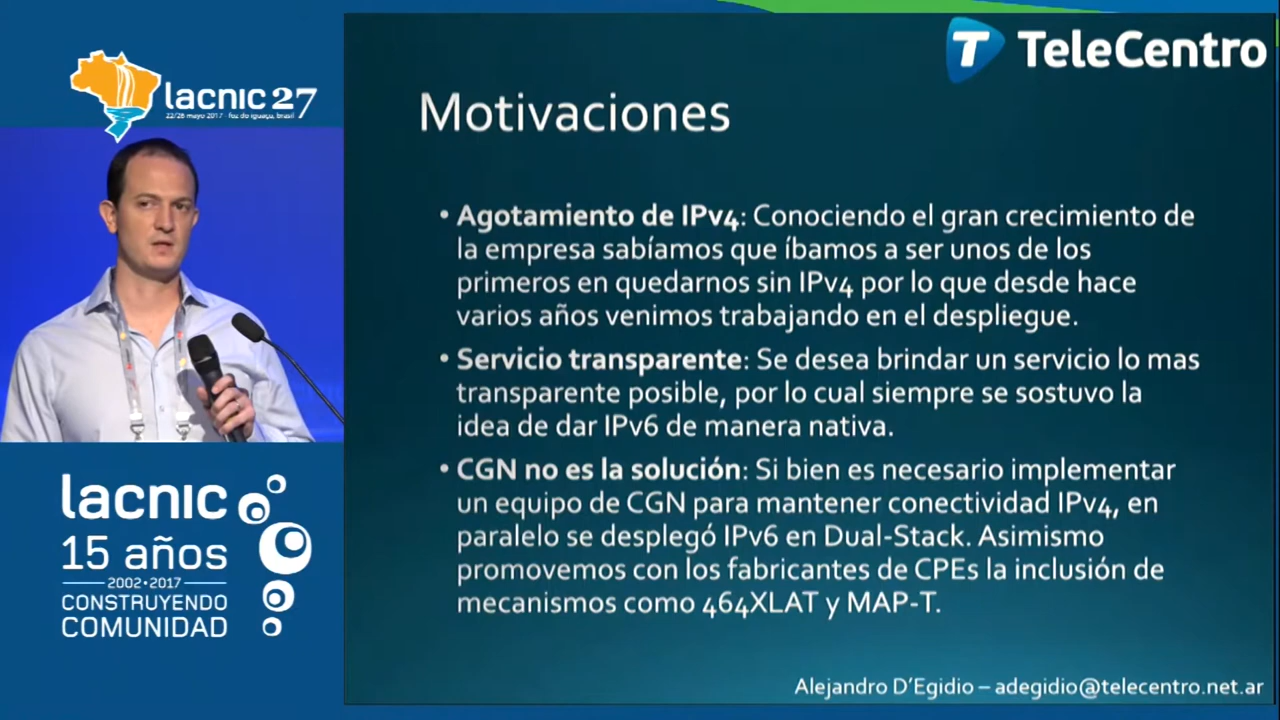 lacnic 27
22/26 mayo 2017 - foz do iguaçu, brasil
lacnic
15 años
2002•2017
CONSTRUYENDO
COMUNIDAD
TeleCentro
Motivaciones
• Agotamiento de IPv4: Conociendo el gran crecimiento de
la empresa sabíamos que íbamos a ser unos de los
primeros en quedarnos sin IPv4 por lo que desde hace
varios años venimos trabajando en el despliegue.
• Servicio transparente: Se desea brindar un servicio lo mas
transparente posible, por lo cual siempre se sostuvo la
idea de dar IPv6 de manera nativa.
• CGN no es la solución: Si bien es necesario implementar
un equipo de CGN para mantener conectividad IPv4, en
paralelo se desplegó IPv6 en Dual-Stack. Asimismo
promovemos con los fabricantes de CPEs la inclusión de
mecanismos como 464XLAT y MAP-T.
Alejandro D´Egidio – adegidio@telecentro.net.ar